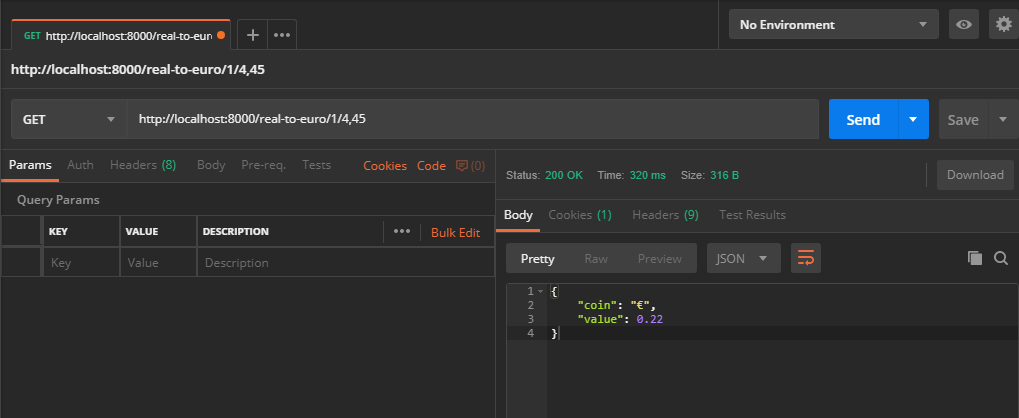 GET http://localhost:8000/real-to-eur
No Environment
http://localhost:8000/real-to-euro/1/4,45
GET http://localhost:8000/real-to-euro/1/4,45
Send
Save
Params Auth Headers (8) Body Pre-req. Tests Cookies Code (0)
Query Params
KEY VALUE DESCRIPTION ••• Bulk Edit
Key Value Description
Status: 200 OK Time: 320 ms Size: 316 B
Download
Body Cookies (1) Headers (9) Test Results
Pretty Raw Preview JSON
1 {
2 "coin": "€",
3 "value": 0.22
4 }